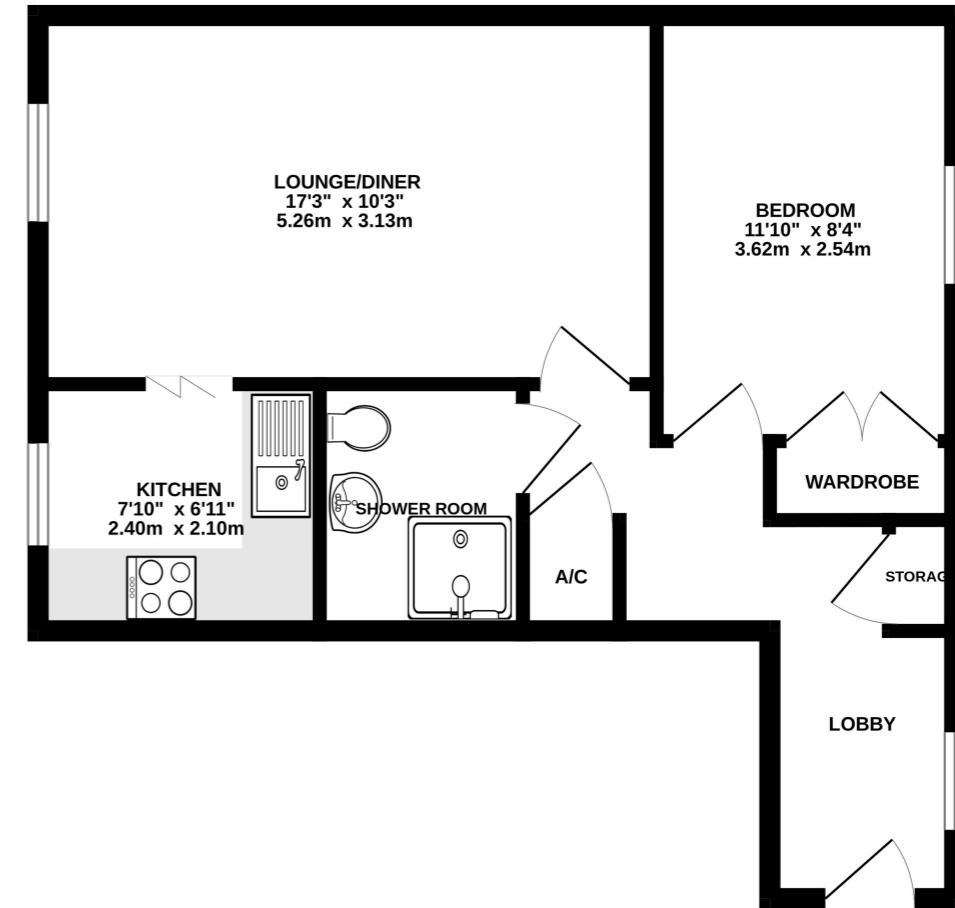 LOUNGE/DINER
17'3" x 10'3"
5.26m x 3.13m
BEDROOM
11'10" x 8'4"
3.62m x 2.54m
KITCHEN
7'10" x 6'11"
2.40m x 2.10m
SHOWER ROOM
WARDROBE
A/C
STORAG
LOBBY